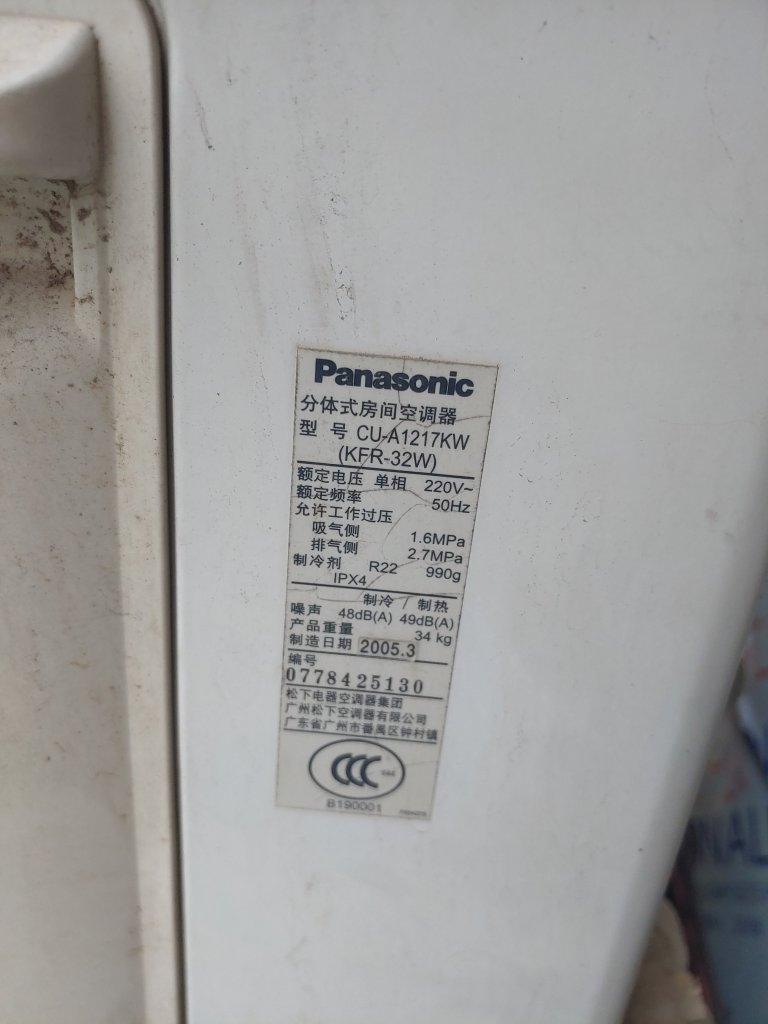 Panasonic
分体式房间空调器
型 号 CU-A1217KW
(KFR-32W)
额定电压 单相 220V~
额定频率 50Hz
允许工作过压
吸气侧 1.6MPa
排气侧 2.7MPa
制冷剂 R22 990g
IPX4
制冷 / 制热
噪声 48dB(A) 49dB(A)
产品重量 34 kg
制造日期 2005.3
编号
0778425130
松下电器空调器集团
广州松下空调器有限公司
广东省广州市番禺区钟村镇
CCC
B190001
NAL